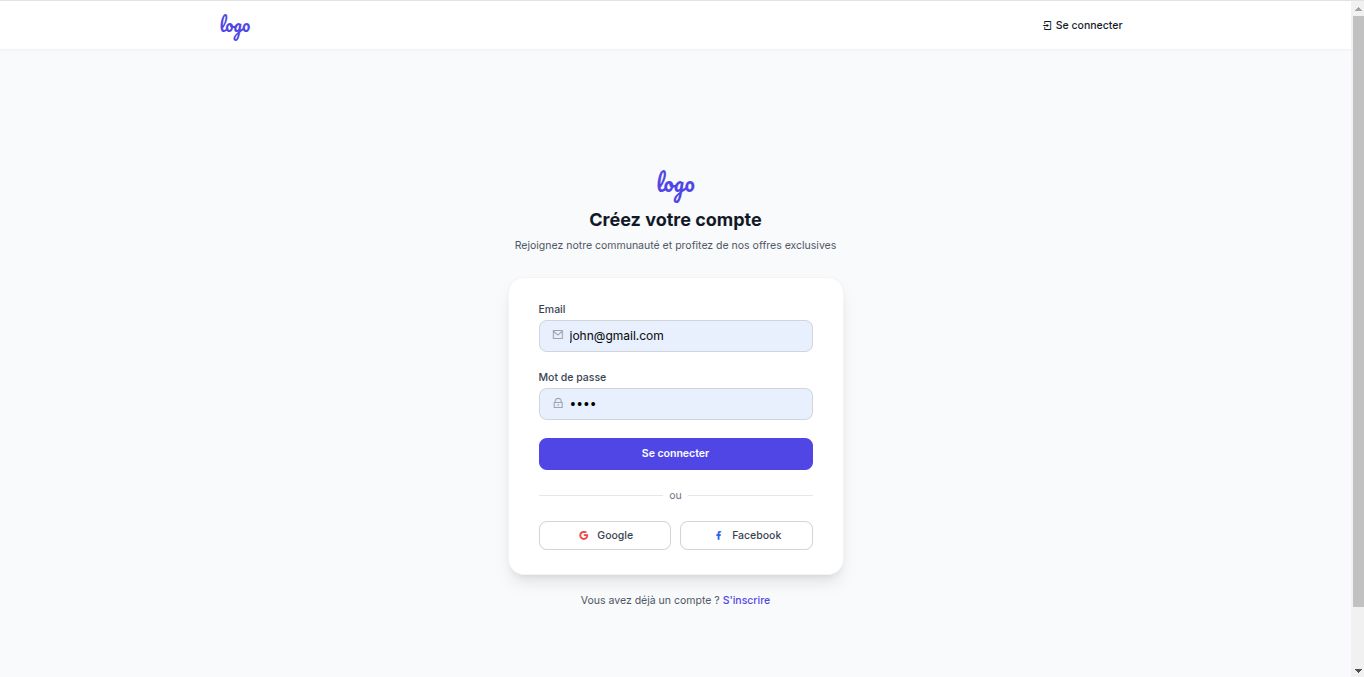 logo
Se connecter
logo
Créez votre compte
Rejoignez notre communauté et profitez de nos offres exclusives
Email
john@gmail.com
Mot de passe
••••
Se connecter
ou
Google
Facebook
Vous avez déjà un compte ? S'inscrire